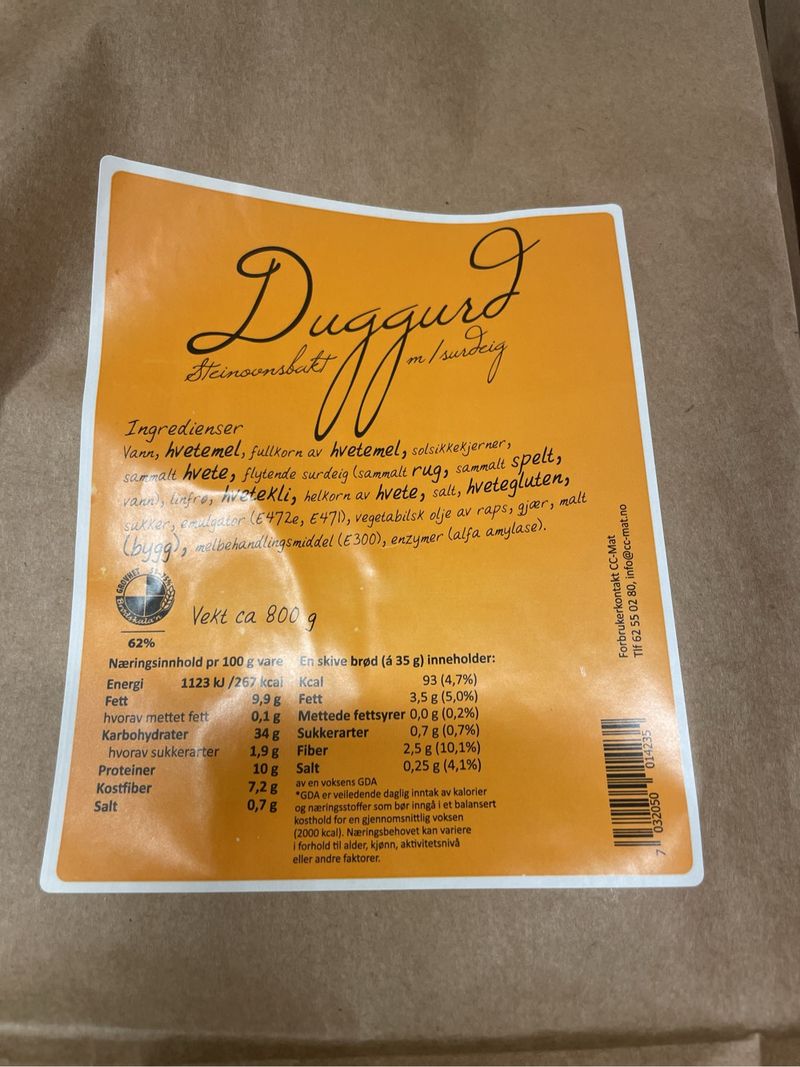 Duggurd
Steinovnsbakt m/surdeig
Ingredienser
Vann, hvetemel, fullkorn av hvetemel, solsikkekjerner,
sammalt hvete, flytende surdeig (sammalt rug, sammalt spelt,
vann), linfrø, hvetekli, helkorn av hvete, salt, hvetegluten,
sukker, emulgator (E472e, E471), vegetabilsk olje av raps, gjær, malt
(bygg), melbehandlingsmiddel (E300), enzymer (alfa amylase).
GROVHET 51-75%
Brødskala'n
62%
Vekt ca 800 g
Næringsinnhold pr 100 g vare
Energi 1123 kJ /267 kcal
Fett 9,9 g
hvorav mettet fett 0,1 g
Karbohydrater 34 g
hvorav sukkerarter 1,9 g
Proteiner 10 g
Kostfiber 7,2 g
Salt 0,7 g
En skive brød (á 35 g) inneholder:
Kcal 93 (4,7%)
Fett 3,5 g (5,0%)
Mettede fettsyrer 0,0 g (0,2%)
Sukkerarter 0,7 g (0,7%)
Fiber 2,5 g (10,1%)
Salt 0,25 g (4,1%)
av en voksens GDA
*GDA er veiledende daglig inntak av kalorier
og næringsstoffer som bør inngå i et balansert
kosthold for en gjennomsnittlig voksen
(2000 kcal). Næringsbehovet kan variere
i forhold til alder, kjønn, aktivitetsnivå
eller andre faktorer.
Forbrukerkontakt CC-Mat
Tlf 62 55 02 80, info@cc-mat.no
7 032050 014235